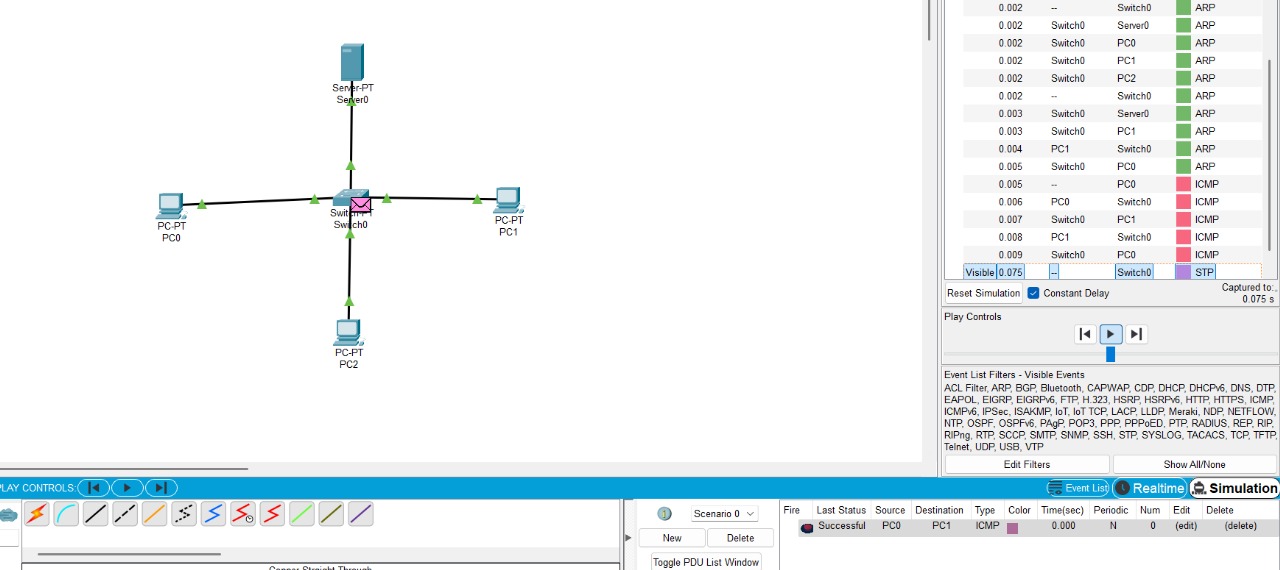 Server-PT
Server0
PC-PT
PC0
Switch-PT
Switch0
PC-PT
PC1
PC-PT
PC2
0.002 -- Switch0 ARP
0.002 Switch0 Server0 ARP
0.002 Switch0 PC0 ARP
0.002 Switch0 PC1 ARP
0.002 Switch0 PC2 ARP
0.002 -- Switch0 ARP
0.003 Switch0 Server0 ARP
0.003 Switch0 PC1 ARP
0.004 PC1 Switch0 ARP
0.005 Switch0 PC0 ARP
0.005 -- PC0 ICMP
0.006 PC0 Switch0 ICMP
0.007 Switch0 PC1 ICMP
0.008 PC1 Switch0 ICMP
0.009 Switch0 PC0 ICMP
Visible 0.075 -- Switch0 STP
Reset Simulation Constant Delay Captured to:
0.075 s
Play Controls
Event List Filters - Visible Events
ACL Filter, ARP, BGP, Bluetooth, CAPWAP, CDP, DHCP, DHCPv6, DNS, DTP,
EAPOL, EIGRP, EIGRPv6, FTP, H.323, HSRP, HSRPv6, HTTP, HTTPS, ICMP,
ICMPv6, IPSec, ISAKMP, IoT, IoT TCP, LACP, LLDP, Meraki, NDP, NETFLOW,
NTP, OSPF, OSPFv6, PAgP, POP3, PPP, PPPoED, PTP, RADIUS, REP, RIP,
RIPng, RTP, SCCP, SMTP, SNMP, SSH, STP, SYSLOG, TACACS, TCP, TFTP,
Telnet, UDP, USB, VTP
Edit Filters Show All/None
LAY CONTROLS: Event List Realtime Simulation
Scenario 0
New Delete
Toggle PDU List Window
Fire Last Status Source Destination Type Color Time(sec) Periodic Num Edit Delete
Successful PC0 PC1 ICMP 0.000 N 0 (edit) (delete)
Copper Straight-Through